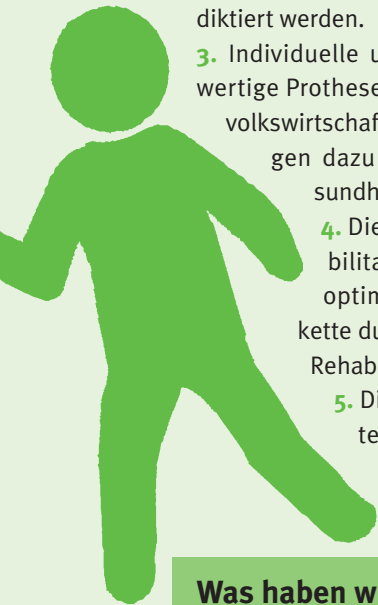 diktiert werden.
3. Individuelle u
wertige Prothese
volkswirtschaf
gen dazu
sundh
4. Die
bilita
optim
kette du
Rehab
5. Di
te
Was haben w